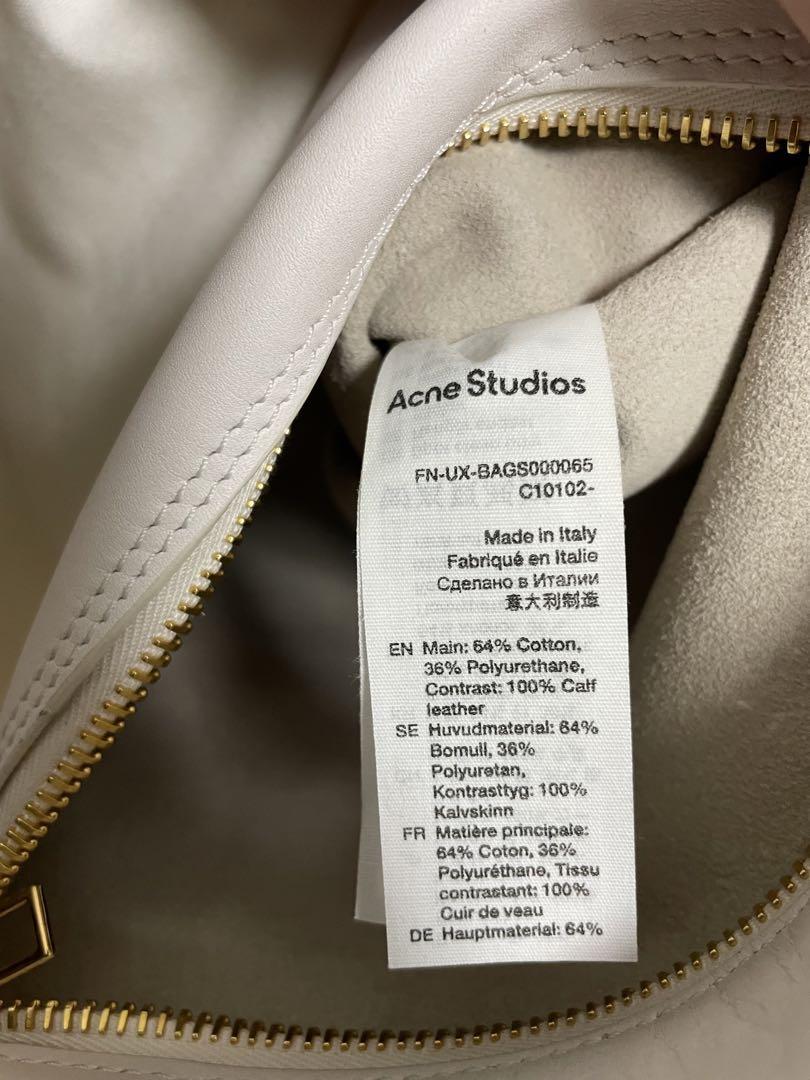 Acne Studios
FN-UX-BAGS000065
C10102-
Made in Italy
Fabriqué en Italie
Сделано в Италии
意大利制造
EN Main: 64% Cotton,
36% Polyurethane,
Contrast: 100% Calf
leather
SE Huvudmaterial: 64%
Bomull, 36%
Polyuretan,
Kontrasttyg: 100%
Kalvskinn
FR Matière principale:
64% Coton, 36%
Polyuréthane, Tissu
contrastant: 100%
Cuir de veau
DE Hauptmaterial: 64%